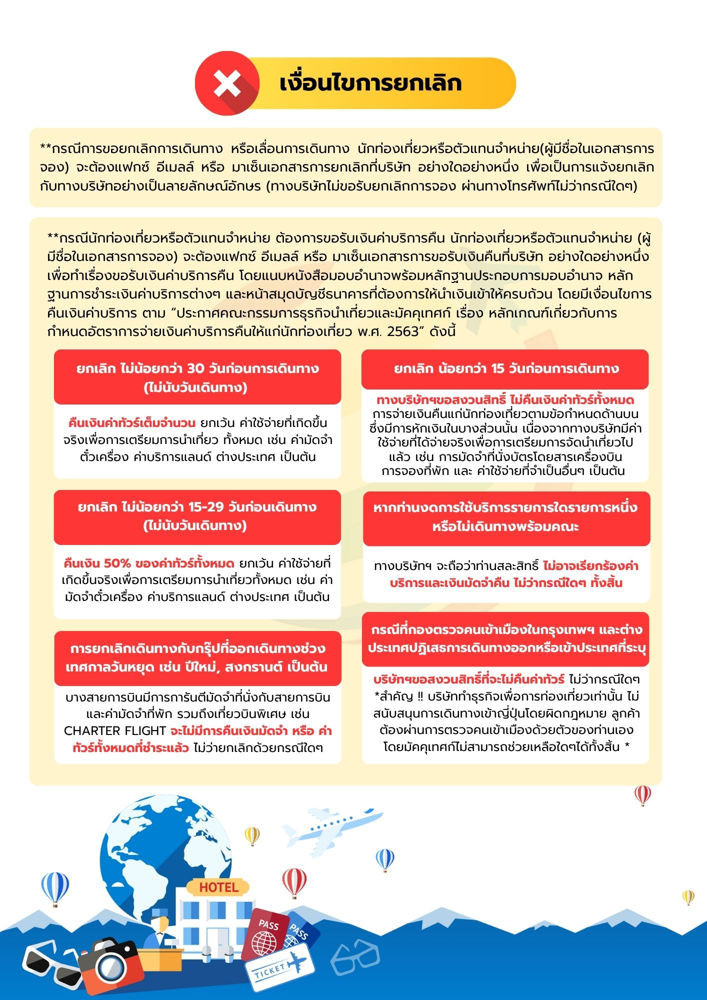 เงื่อนไขการยกเลิก
**กรณีการขอยกเลิกการเดินทาง หรือเลื่อนการเดินทาง นักท่องเที่ยวหรือตัวแทนจำหน่าย(ผู้มีชื่อในเอกสารการ
จอง) จะต้องแฟกซ์ อีเมลล์ หรือ มาเซ็นเอกสารการยกเลิกที่บริษัท อย่างใดอย่างหนึ่ง เพื่อเป็นการแจ้งยกเลิก
กับทางบริษัทอย่างเป็นลายลักษณ์อักษร (ทางบริษัทไม่ขอรับยกเลิกการจอง ผ่านทางโทรศัพท์ไม่ว่ากรณีใดๆ)
**กรณีนักท่องเที่ยวหรือตัวแทนจำหน่าย ต้องการขอรับเงินค่าบริการคืน นักท่องเที่ยวหรือตัวแทนจำหน่าย (ผู้
มีชื่อในเอกสารการจอง) จะต้องแฟกซ์ อีเมลล์ หรือ มาเซ็นเอกสารการขอรับเงินคืนที่บริษัท อย่างใดอย่างหนึ่ง
เพื่อทำเรื่องขอรับเงินค่าบริการคืน โดยแนบหนังสือมอบอำนาจพร้อมหลักฐานประกอบการมอบอำนาจ หลัก
ฐานการชำระเงินค่าบริการต่างๆ และหน้าสมุดบัญชีธนาคารที่ต้องการให้นำเงินเข้าให้ครบถ้วน โดยมีเงื่อนไขการ
คืนเงินค่าบริการ ตาม “ประกาศคณะกรรมการธุรกิจนำเที่ยวและมัคคุเทศก์ เรื่อง หลักเกณฑ์เกี่ยวกับการ
กำหนดอัตราการจ่ายเงินค่าบริการคืนให้แก่นักท่องเที่ยว พ.ศ. 2563” ดังนี้
ยกเลิก ไม่น้อยกว่า 30 วันก่อนการเดินทาง
(ไม่นับวันเดินทาง)
คืนเงินค่าทัวร์เต็มจำนวน ยกเว้น ค่าใช้จ่ายที่เกิดขึ้น
จริงเพื่อการเตรียมการนำเที่ยว ทั้งหมด เช่น ค่ามัดจำ
ตั๋วเครื่อง ค่าบริการแลนด์ ต่างประเทศ เป็นต้น
ยกเลิก ไม่น้อยกว่า 15-29 วันก่อนเดินทาง
(ไม่นับวันเดินทาง)
คืนเงิน 50% ของค่าทัวร์ทั้งหมด ยกเว้น ค่าใช้จ่ายที่
เกิดขึ้นจริงเพื่อการเตรียมการนำเที่ยวทั้งหมด เช่น ค่า
มัดจำตั๋วเครื่อง ค่าบริการแลนด์ ต่างประเทศ เป็นต้น
การยกเลิกเดินทางกับกรุ๊ปที่ออกเดินทางช่วง
เทศกาลวันหยุด เช่น ปีใหม่, สงกรานต์ เป็นต้น
บางสายการบินมีการการันตีมัดจำที่นั่งกับสายการบิน
และค่ามัดจำที่พัก รวมถึงเที่ยวบินพิเศษ เช่น
CHARTER FLIGHT จะไม่มีการคืนเงินมัดจำ หรือ ค่า
ทัวร์ทั้งหมดที่ชำระแล้ว ไม่ว่ายกเลิกด้วยกรณีใดๆ
ยกเลิก น้อยกว่า 15 วันก่อนการเดินทาง
ทางบริษัทฯขอสงวนสิทธิ์ ไม่คืนเงินค่าทัวร์ทั้งหมด
การจ่ายเงินคืนแก่นักท่องเที่ยวตามข้อกำหนดด้านบน
ซึ่งมีการหักเงินในบางส่วนนั้น เนื่องจากทางบริษัทมีค่า
ใช้จ่ายที่ได้จ่ายจริงเพื่อการเตรียมการจัดนำเที่ยวไป
แล้ว เช่น การมัดจำที่นั่งบัตรโดยสารเครื่องบิน
การจองที่พัก และ ค่าใช้จ่ายที่จำเป็นอื่นๆ เป็นต้น
หากท่านงดการใช้บริการรายการใดรายการหนึ่ง
หรือไม่เดินทางพร้อมคณะ
ทางบริษัทฯ จะถือว่าท่านสละสิทธิ์ ไม่อาจเรียกร้องค่า
บริการและเงินมัดจำคืน ไม่ว่ากรณีใดๆ ทั้งสิ้น
กรณีที่กองตรวจคนเข้าเมืองในกรุงเทพฯ และต่าง
ประเทศปฏิเสธการเดินทางออกหรือเข้าประเทศที่ระบุ
บริษัทฯขอสงวนสิทธิ์ที่จะไม่คืนค่าทัวร์ ไม่ว่ากรณีใดๆ
*สำคัญ !! บริษัททำธุรกิจเพื่อการท่องเที่ยวเท่านั้น ไม่
สนับสนุนการเดินทางเข้าญี่ปุ่นโดยผิดกฎหมาย ลูกค้า
ต้องผ่านการตรวจคนเข้าเมืองด้วยตัวของท่านเอง
โดยมัคคุเทศก์ไม่สามารถช่วยเหลือใดๆได้ทั้งสิ้น *
HOTEL
PASS
PASS
TICKET